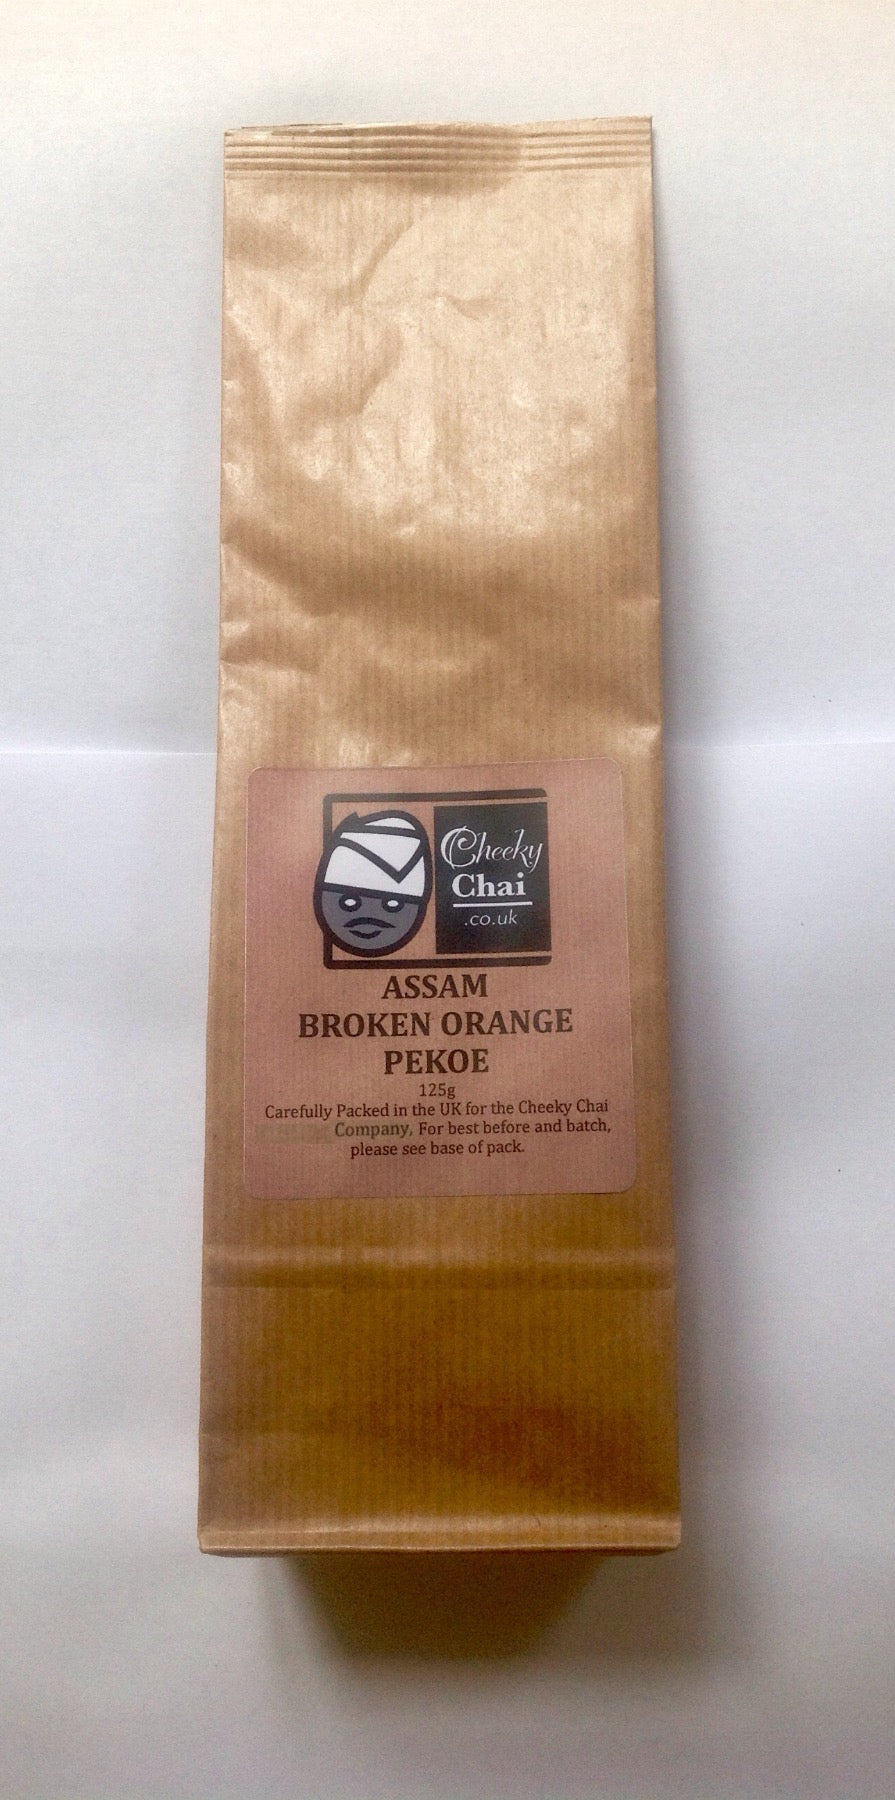 Cheeky
Chai
.co.uk
ASSAM
BROKEN ORANGE
PEKOE
125g
Carefully Packed in the UK for the Cheeky Chai
Company, For best before and batch,
please see base of pack.